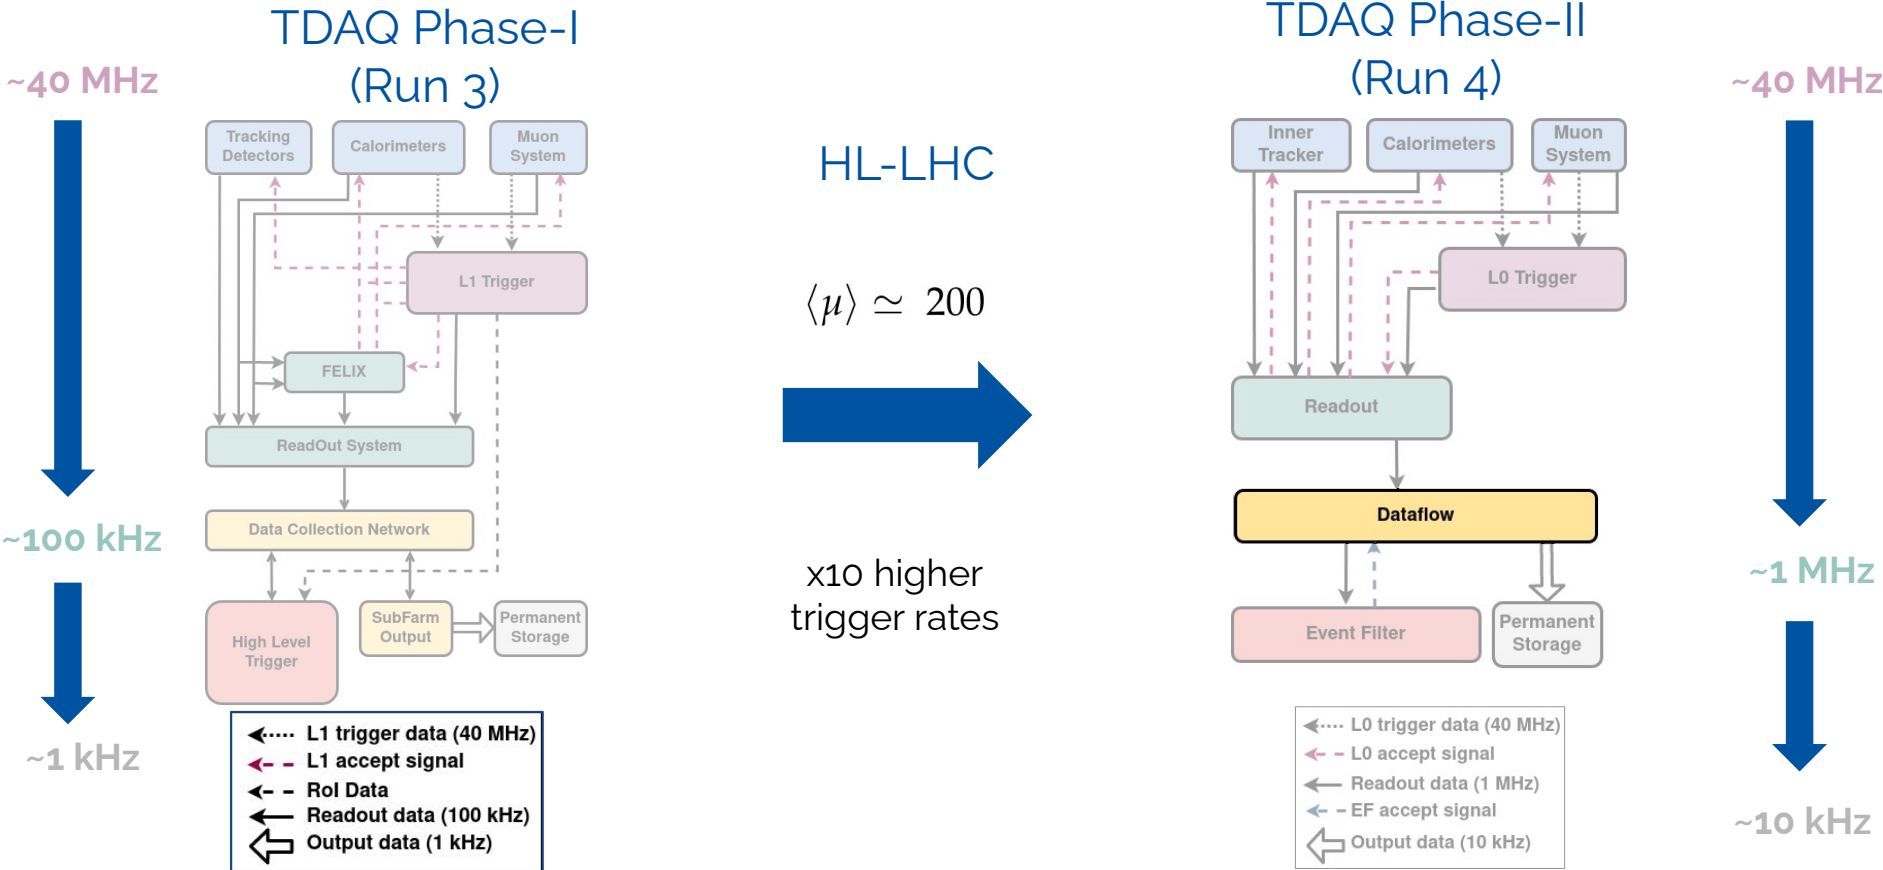 TDAQ Phase-I
(Run 3)
~40 MHz
~100 kHz
~1 kHz
Tracking
Detectors
Calorimeters
Muon
System
L1 Trigger
FELIX
ReadOut System
Data Collection Network
High Level
Trigger
SubFarm
Output
Permanent
Storage
L1 trigger data (40 MHz)
L1 accept signal
RoI Data
Readout data (100 kHz)
Output data (1 kHz)
HL-LHC
⟨μ⟩ ≃ 200
x10 higher
trigger rates
TDAQ Phase-II
(Run 4)
~40 MHz
~1 MHz
~10 kHz
Inner
Tracker
Calorimeters
Muon
System
L0 Trigger
Readout
Dataflow
Event Filter
Permanent
Storage
L0 trigger data (40 MHz)
L0 accept signal
Readout data (1 MHz)
EF accept signal
Output data (10 kHz)